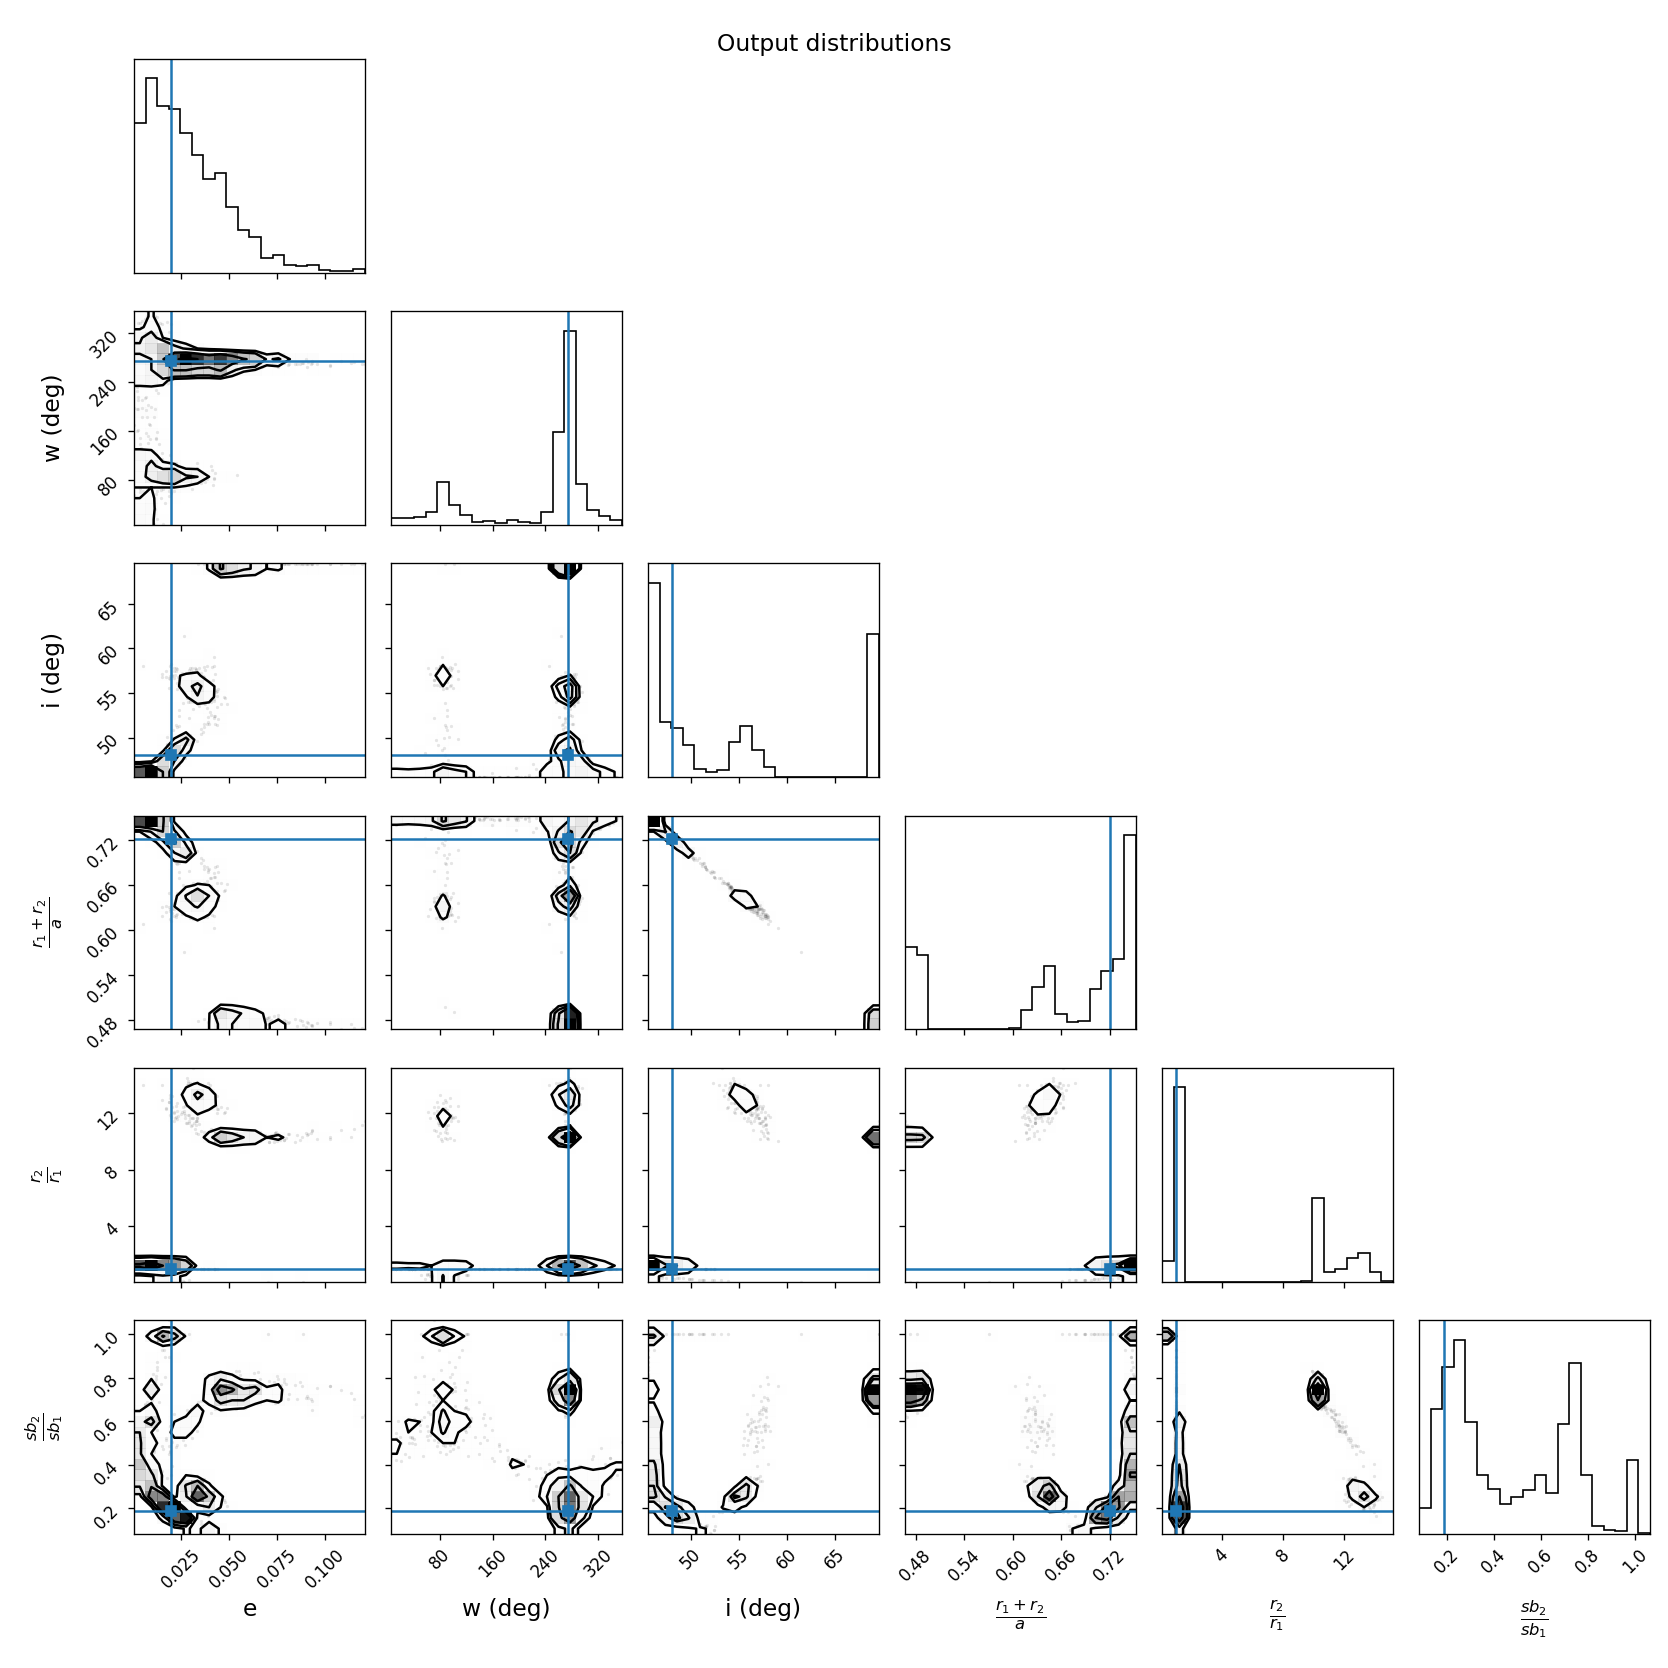 Output distributions
320
240
160
80
w (deg)
65
60
55
50
i (deg)
0.72
0.66
0.60
0.54
0.48
r₁ + r₂
a
12
8
4
r₂
r₁
1.0
0.8
0.6
0.4
0.2
sb₂
sb₁
0.025 0.050 0.075 0.100
80 160 240 320
50 55 60 65
0.48 0.54 0.60 0.66 0.72
4 8 12
0.2 0.4 0.6 0.8 1.0
e
w (deg)
i (deg)
r₁ + r₂
a
r₂
r₁
sb₂
sb₁